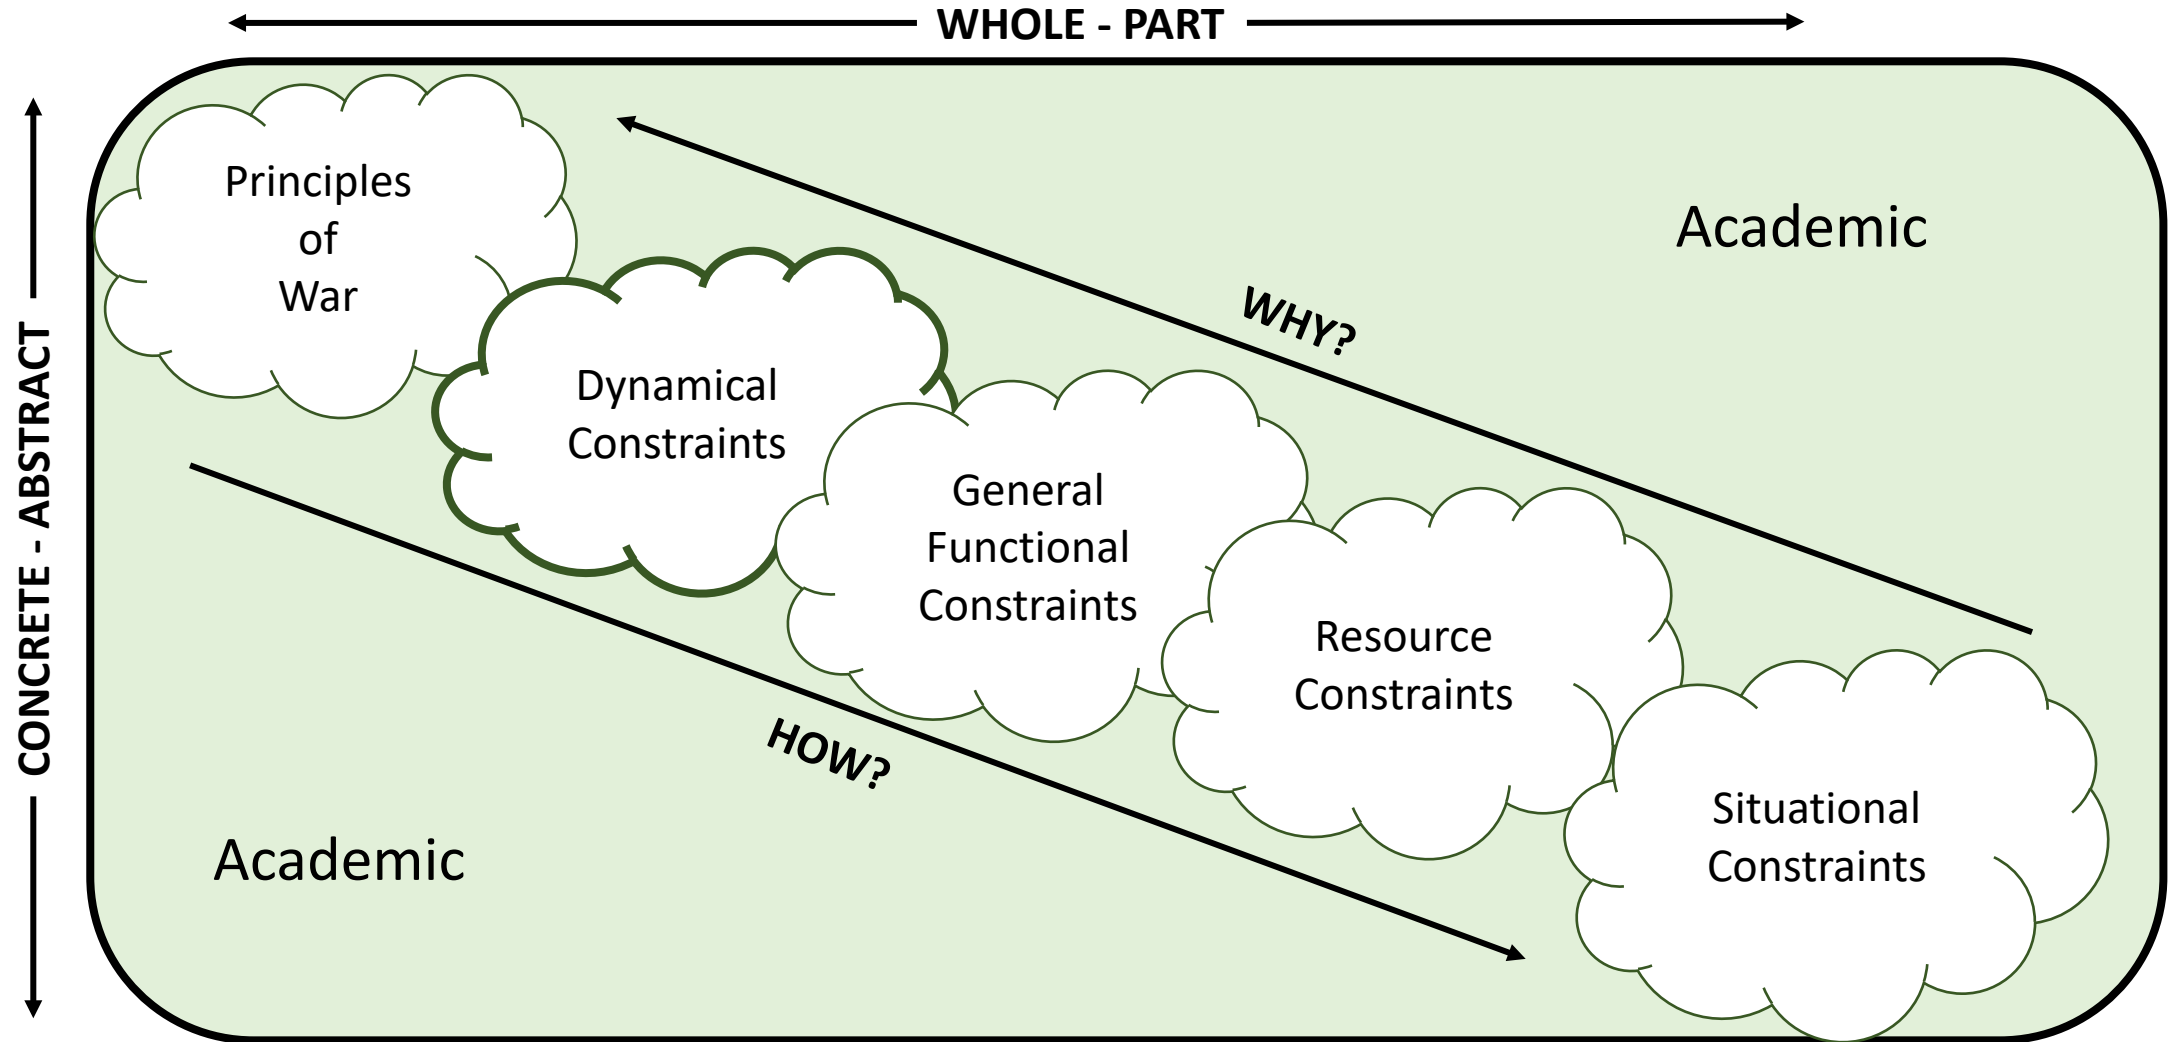 WHOLE - PART
CONCRETE - ABSTRACT
Principles
of
War
Academic
WHY?
Dynamical
Constraints
General
Functional
Constraints
Resource
Constraints
HOW?
Situational
Constraints
Academic